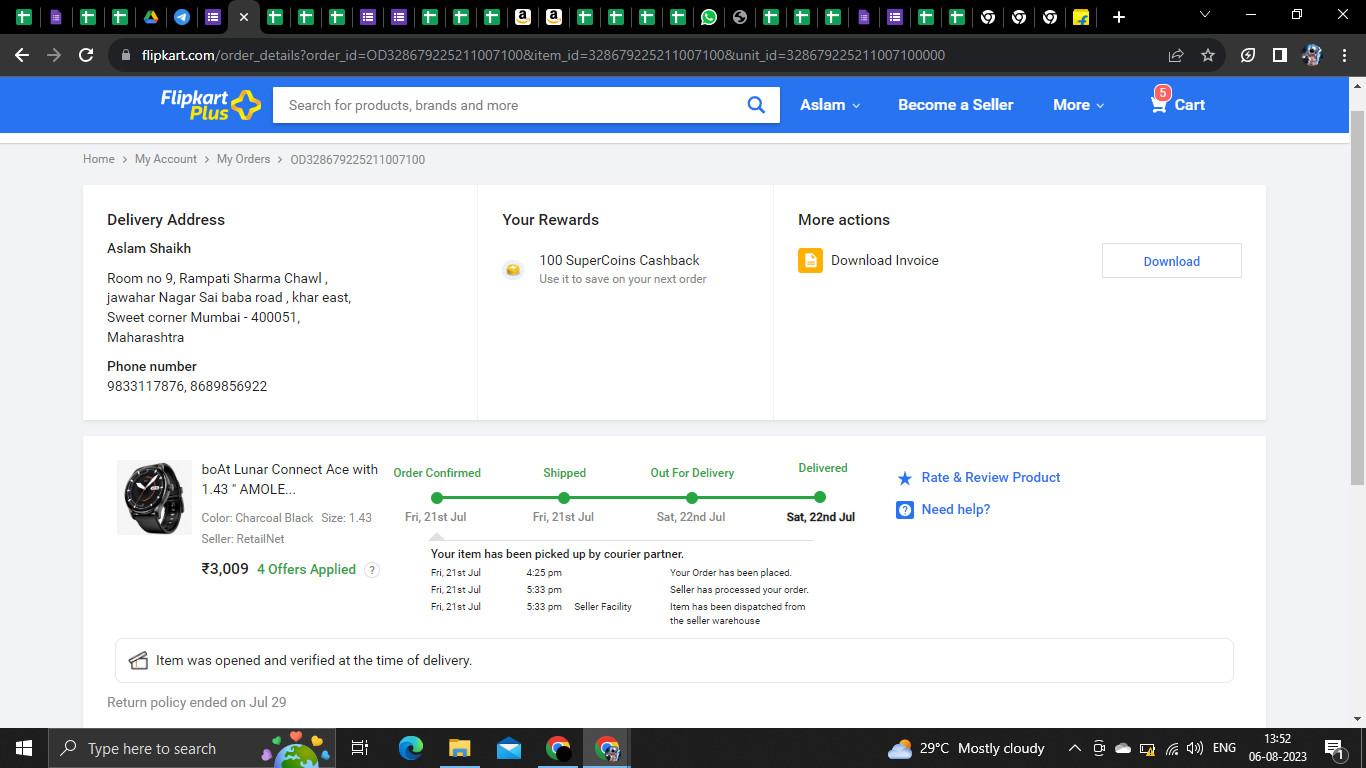 flipkart.com/order_details?order_id=OD328679225211007100&item_id=328679225211007100&unit_id=328679225211007100000
Flipkart
Plus
Search for products, brands and more
Aslam
Become a Seller
More
5
Cart
Home > My Account > My Orders > OD328679225211007100
Delivery Address
Aslam Shaikh
Room no 9, Rampati Sharma Chawl ,
jawahar Nagar Sai baba road , khar east,
Sweet corner Mumbai - 400051,
Maharashtra
Phone number
9833117876, 8689856922
Your Rewards
100 SuperCoins Cashback
Use it to save on your next order
More actions
Download Invoice
Download
boAt Lunar Connect Ace with
1.43 " AMOLE...
Color: Charcoal Black Size: 1.43
Seller: RetailNet
₹3,009 4 Offers Applied ?
Order Confirmed
Shipped
Out For Delivery
Delivered
Fri, 21st Jul
Fri, 21st Jul
Sat, 22nd Jul
Sat, 22nd Jul
Your item has been picked up by courier partner.
Fri, 21st Jul 4:25 pm Your Order has been placed.
Fri, 21st Jul 5:33 pm Seller has processed your order.
Fri, 21st Jul 5:33 pm Seller Facility Item has been dispatched from
the seller warehouse
Rate & Review Product
Need help?
Item was opened and verified at the time of delivery.
Return policy ended on Jul 29
Type here to search
29°C Mostly cloudy
ENG
13:52
06-08-2023
1